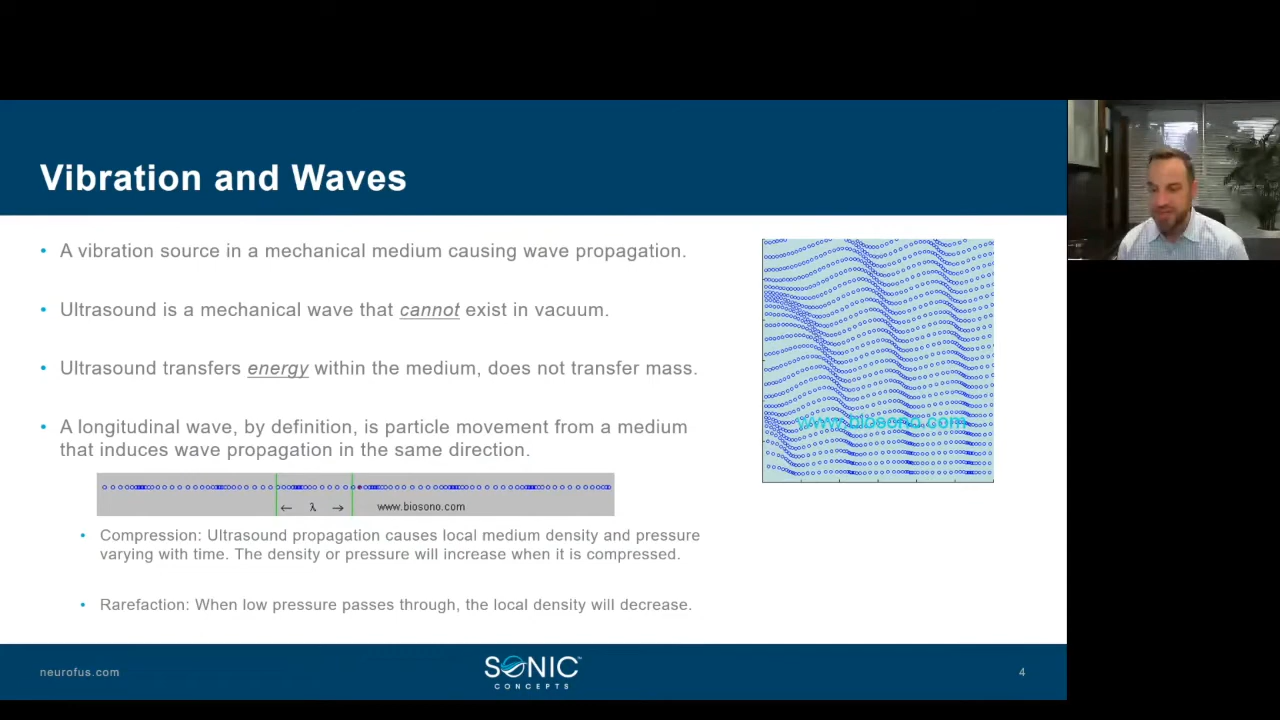 Vibration and Waves
• A vibration source in a mechanical medium causing wave propagation.
• Ultrasound is a mechanical wave that cannot exist in vacuum.
• Ultrasound transfers energy within the medium, does not transfer mass.
• A longitudinal wave, by definition, is particle movement from a medium
that induces wave propagation in the same direction.
← λ → www.biosono.com
• Compression: Ultrasound propagation causes local medium density and pressure
varying with time. The density or pressure will increase when it is compressed.
• Rarefaction: When low pressure passes through, the local density will decrease.
www.biosono.com
neurofus.com
SONIC™
CONCEPTS
4